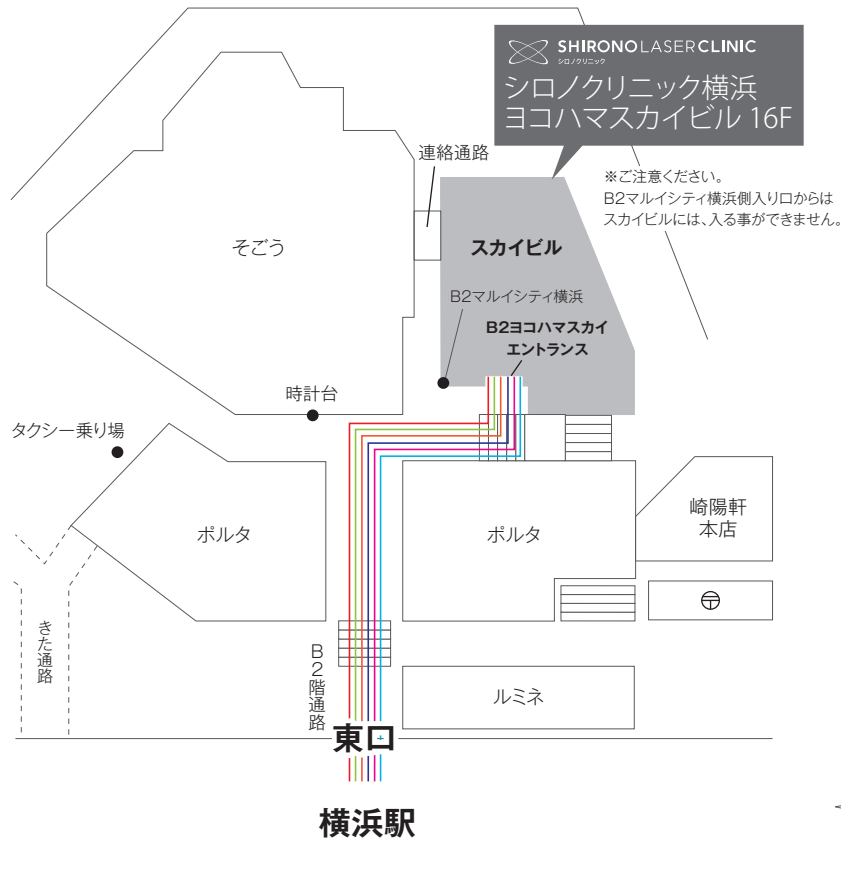 SHIRONO LASER CLINIC
シロノクリニック
シロノクリニック横浜
ヨコハマスカイビル 16F
連絡通路
※ご注意ください。
B2マルイシティ横浜側入り口からは
スカイビルには、入る事ができません。
そごう
スカイビル
B2マルイシティ横浜
B2ヨコハマスカイ
エントランス
時計台
タクシー乗り場
ポルタ
ポルタ
崎陽軒
本店
きた通路
B2階通路
ルミネ
東口
横浜駅